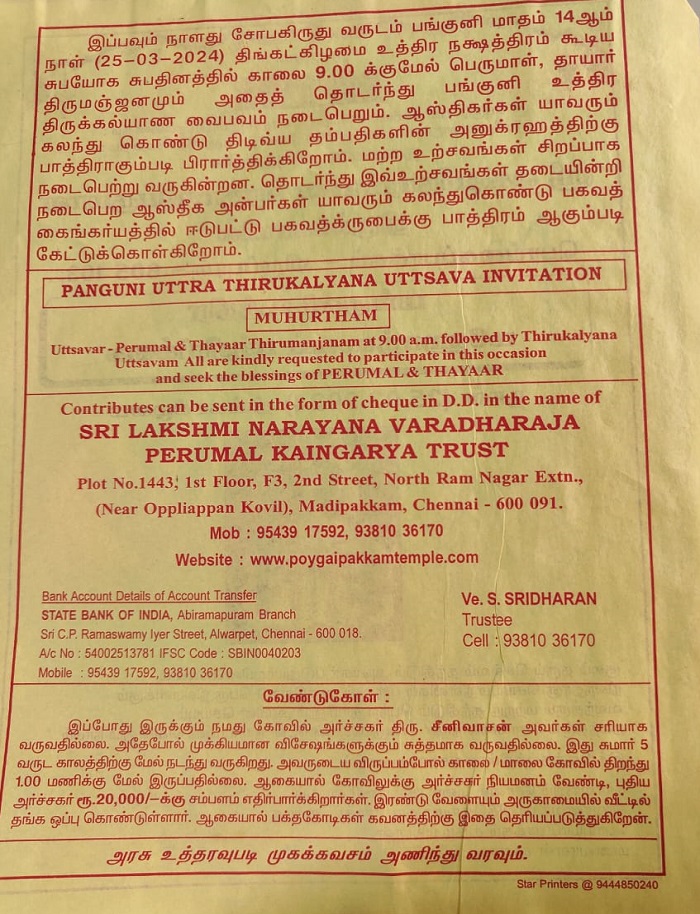 இப்பவும் நாளது சோபகிருது வருடம் பங்குனி மாதம் 14ஆம்
நாள் (25-03-2024) திங்கட்கிழமை உத்திர நக்ஷத்திரம் கூடிய
சுபயோக சுபதினத்தில் காலை 9.00 க்குமேல் பெருமாள், தாயார்
திருமஞ்ஜனமும் அதைத் தொடர்ந்து பங்குனி உத்திர
திருக்கல்யாண வைபவம் நடைபெறும். ஆஸ்திகர்கள் யாவரும்
கலந்து கொண்டு திடிவ்ய தம்பதிகளின் அனுக்ரஹத்திற்கு
பாத்திராகும்படி பிரார்த்திக்கிறோம். மற்ற உற்சவங்கள் சிறப்பாக
நடைபெற்று வருகின்றன. தொடர்ந்து இவ்உற்சவங்கள் தடையின்றி
நடைபெற ஆஸ்தீக அன்பர்கள் யாவரும் கலந்துகொண்டு பகவத்
கைங்கர்யத்தில் ஈடுபட்டு பகவத்க்ருபைக்கு பாத்திரம் ஆகும்படி
கேட்டுக்கொள்கிறோம்.
PANGUNI UTTRA THIRUKALYANA UTTSAVA INVITATION
MUHURTHAM
Uttsavar - Perumal & Thayaar Thirumanjanam at 9.00 a.m. followed by Thirukalyana
Uttsavam All are kindly requested to participate in this occasion
and seek the blessings of PERUMAL & THAYAAR
Contributes can be sent in the form of cheque in D.D. in the name of
SRI LAKSHMI NARAYANA VARADHARAJA
PERUMAL KAINGARYA TRUST
Plot No.1443, 1st Floor, F3, 2nd Street, North Ram Nagar Extn.,
(Near Oppliappan Kovil), Madipakkam, Chennai - 600 091.
Mob : 95439 17592, 93810 36170
Website : www.poygaipakkamtemple.com
Bank Account Details of Account Transfer
STATE BANK OF INDIA, Abiramapuram Branch
Sri C.P. Ramaswamy Iyer Street, Alwarpet, Chennai - 600 018.
A/c No : 54002513781 IFSC Code : SBIN0040203
Mobile : 95439 17592, 93810 36170
Ve. S. SRIDHARAN
Trustee
Cell : 93810 36170
வேண்டுகோள் :
இப்போது இருக்கும் நமது கோவில் அர்ச்சகர் திரு. சீனிவாசன் அவர்கள் சரியாக
வருவதில்லை. அதேபோல் முக்கியமான விசேஷங்களுக்கும் சுத்தமாக வருவதில்லை. இது சுமார் 5
வருட காலத்திற்கு மேல் நடந்து வருகிறது. அவருடைய விருப்பம்போல் காலை / மாலை கோவில் திறந்து
1.00 மணிக்கு மேல் இருப்பதில்லை. ஆகையால் கோவிலுக்கு அர்ச்சகர் நியமனம் வேண்டி, புதிய
அர்ச்சகர் ரூ.20,000/-க்கு சம்பளம் எதிர்பார்க்கிறார்கள். இரண்டு வேளையும் அருகாமையில் வீட்டில்
தங்க ஒப்பு கொண்டுள்ளார். ஆகையால் பக்தகோடிகள் கவனத்திற்கு இதை தெரியப்படுத்துகிறேன்.
அரசு உத்தரவுபடி முகக்கவசம் அணிந்து வரவும்.
Star Printers @ 9444850240